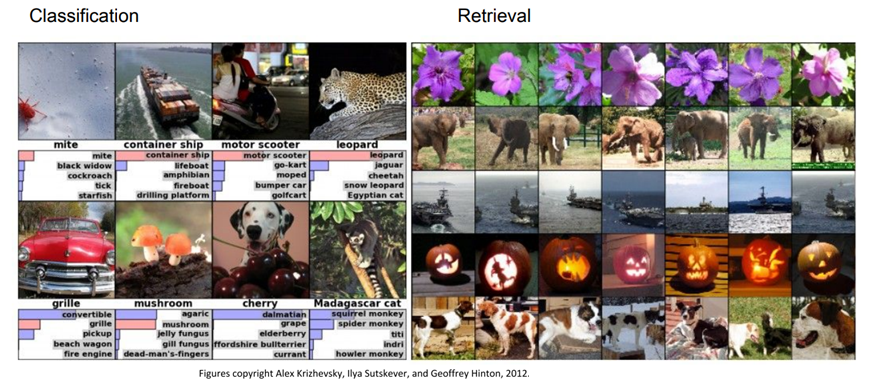 Classification
Retrieval
mite
container ship
motor scooter
leopard
mite
black widow
cockroach
tick
starfish
container ship
lifeboat
amphibian
fireboat
drilling platform
motor scooter
go-kart
moped
bumper car
golfcart
leopard
jaguar
cheetah
snow leopard
Egyptian cat
grille
mushroom
cherry
Madagascar cat
convertible
grille
pickup
beach wagon
fire engine
agaric
mushroom
jelly fungus
gill fungus
dead-man's-fingers
dalmatian
grape
elderberry
ffordshire bullterrier
currant
squirrel monkey
spider monkey
titi
indri
howler monkey
Figures copyright Alex Krizhevsky, Ilya Sutskever, and Geoffrey Hinton, 2012.